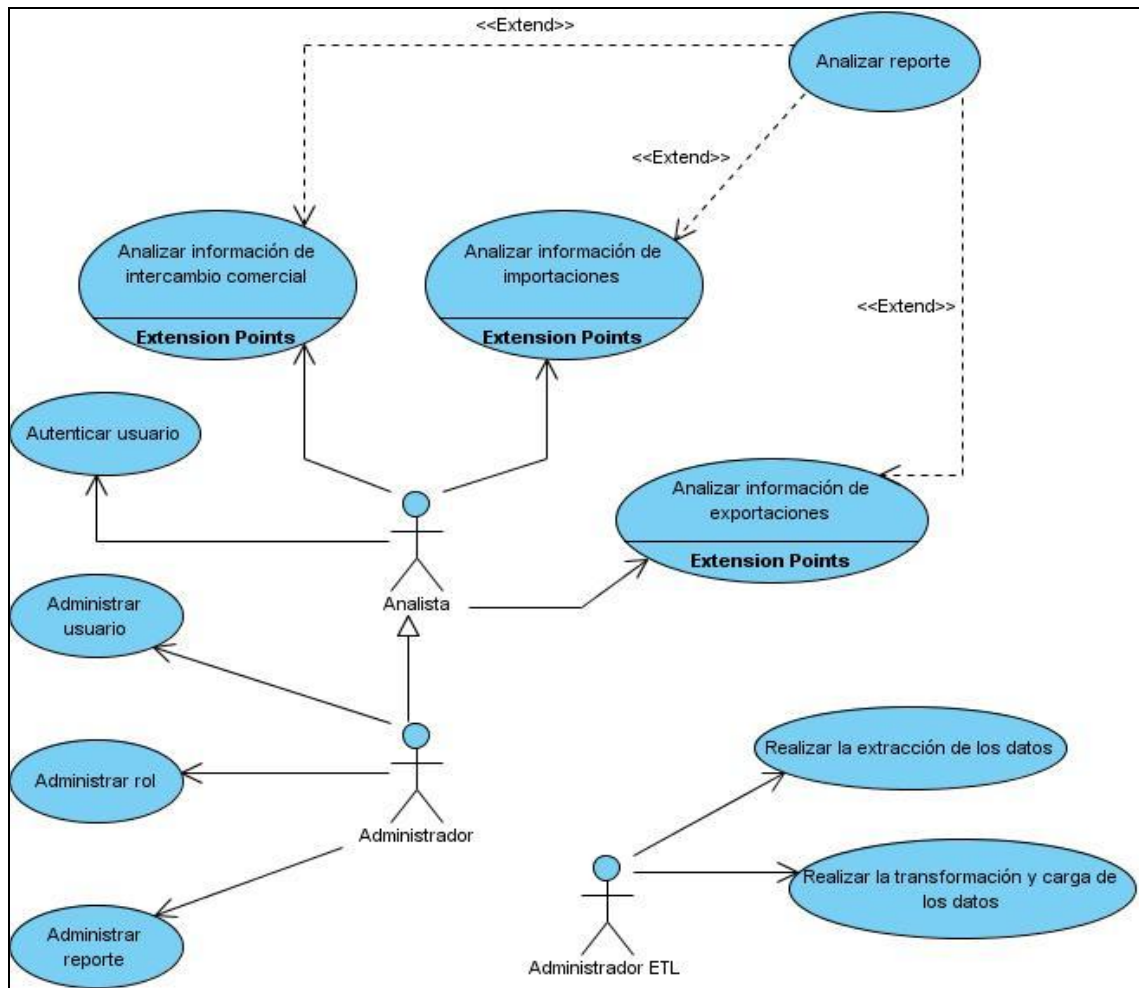 <<Extend>>
Analizar reporte
<<Extend>>
Analizar información de
intercambio comercial
Extension Points
Analizar información de
importaciones
Extension Points
<<Extend>>
Autenticar usuario
Analizar información de
exportaciones
Extension Points
Analista
Administrar
usuario
Administrar rol
Administrador
Realizar la extracción de los datos
Realizar la transformación y carga de
los datos
Administrar
reporte
Administrador ETL